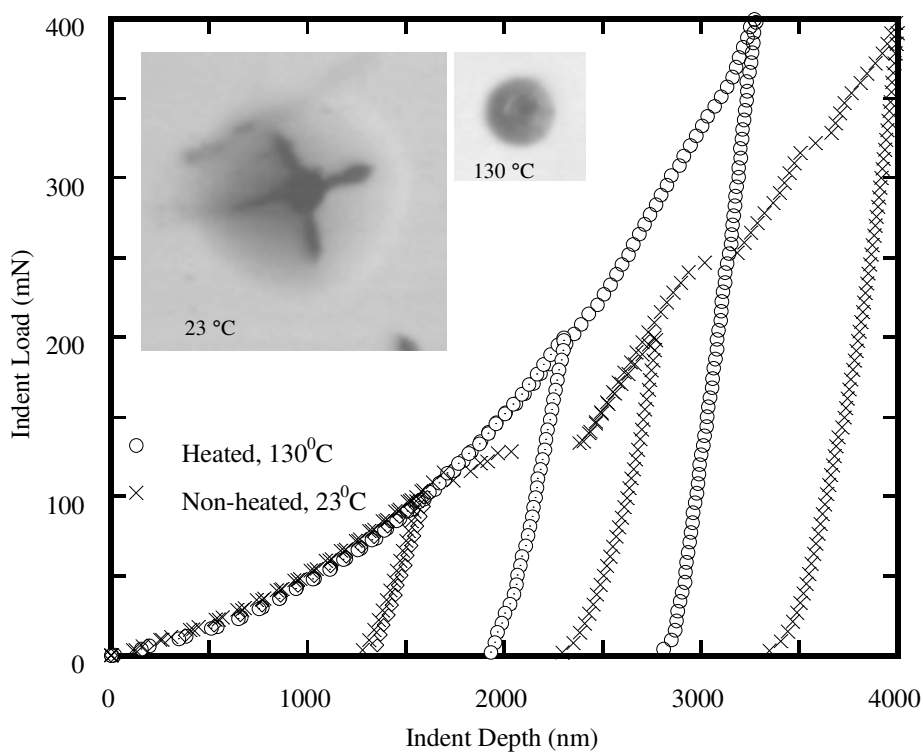 400
300
200
100
0
Indent Load (mN)
23 °C
130 °C
Heated, 130⁰C
Non-heated, 23⁰C
0
1000
2000
3000
4000
Indent Depth (nm)